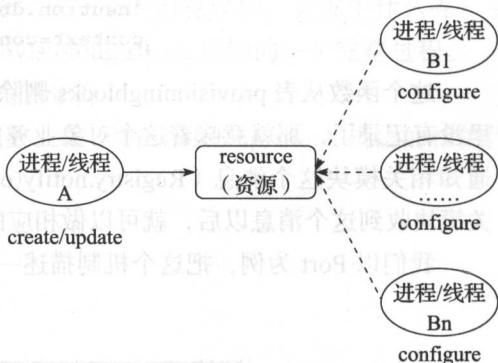 进程/线程
B1
configure
进程/线程
A
create/update
resource
(资源)
进程/线程
……
configure
进程/线程
Bn
configure